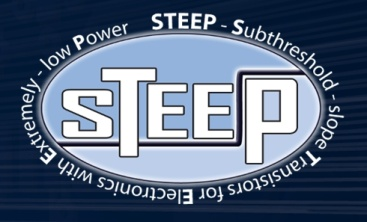 STEEP - Subthreshold - slope Transistors for Electronics with Extremely - low Power
sTEEP